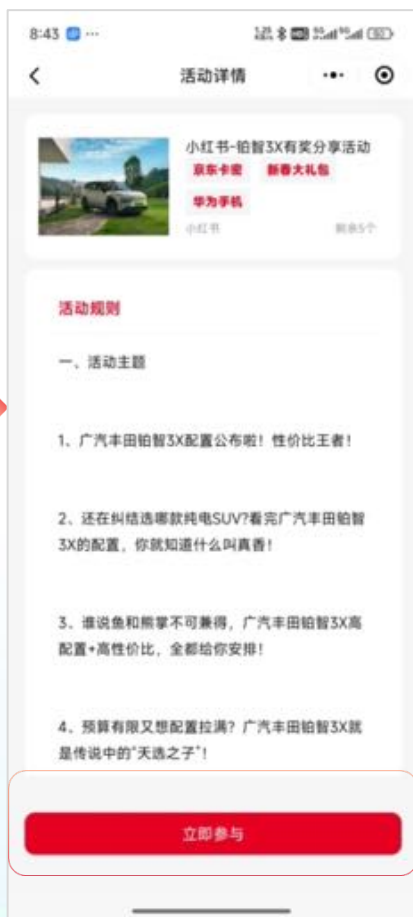 8:43
活动详情
小红书-铂智3X有奖分享活动
京东卡密 新春大礼包
华为手机
小红书 剩余5个
活动规则
一、活动主题
1、广汽丰田铂智3X配置公布啦！性价比王者！
2、还在纠结选哪款纯电SUV?看完广汽丰田铂智
3X的配置，你就知道什么叫真香！
3、谁说鱼和熊掌不可兼得，广汽丰田铂智3X高
配置+高性价比，全都给你安排！
4、预算有限又想配置拉满？广汽丰田铂智3X就
是传说中的“天选之子”！
立即参与